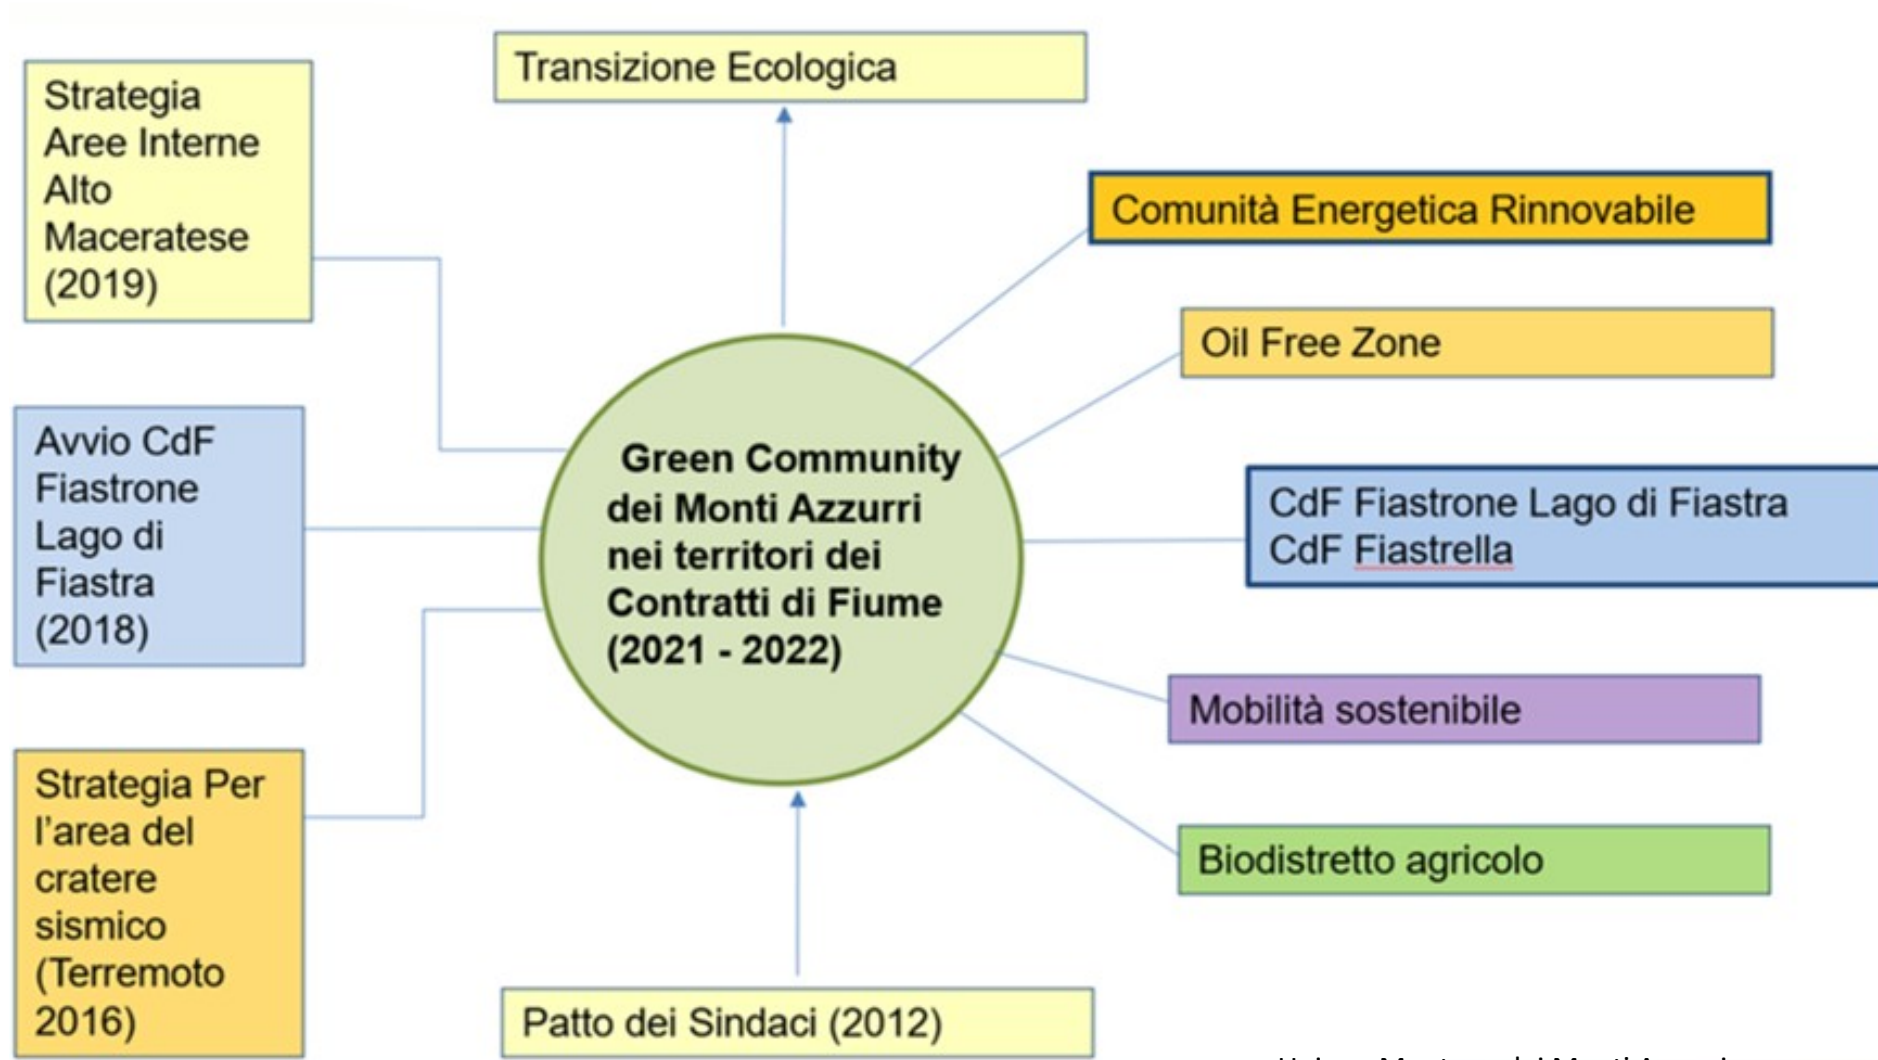 Transizione Ecologica
Strategia
Aree Interne
Alto
Maceratese
(2019)
Comunità Energetica Rinnovabile
Oil Free Zone
Avvio CdF
Fiastrone
Lago di
Fiastra
(2018)
Green Community
dei Monti Azzurri
nei territori dei
Contratti di Fiume
(2021 - 2022)
CdF Fiastrone Lago di Fiastra
CdF Fiastrella
Mobilità sostenibile
Strategia Per
l’area del
cratere
sismico
(Terremoto
2016)
Biodistretto agricolo
Patto dei Sindaci (2012)